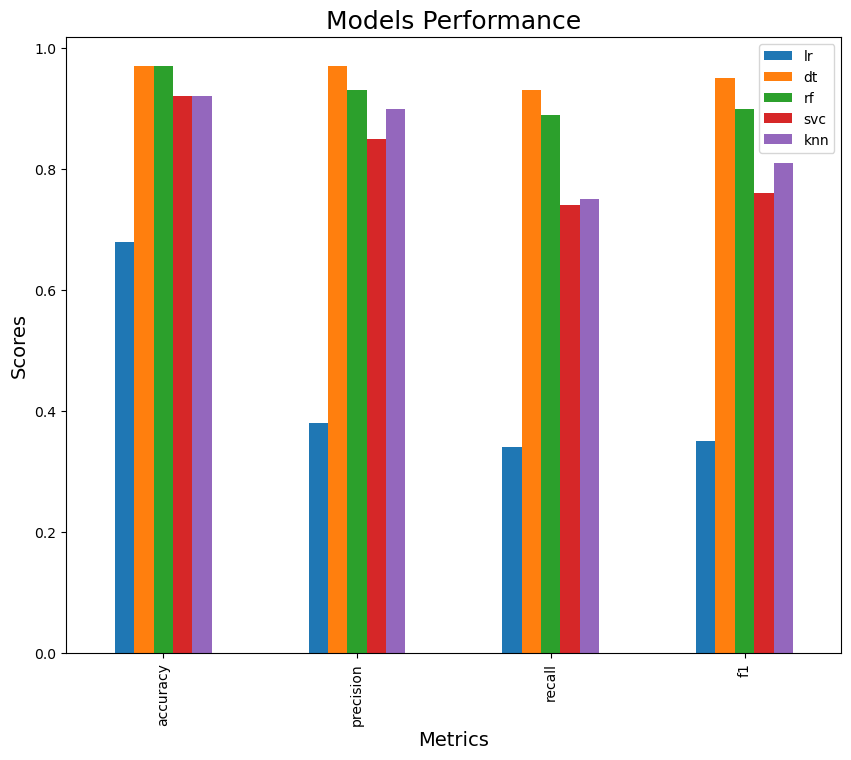 Models Performance
lr
dt
rf
svc
knn
1.0
0.8
0.6
0.4
0.2
0.0
Scores
accuracy
precision
recall
f1
Metrics